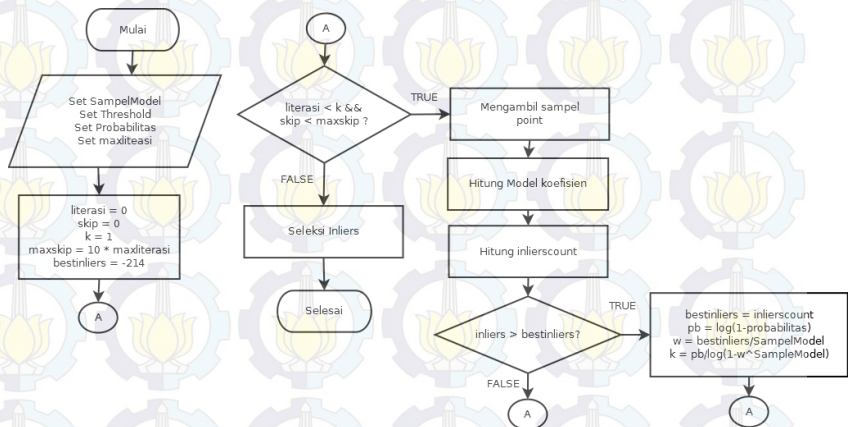 Mulai
Set SampelModel
Set Threshold
Set Probabilitas
Set maxliteasi
literasi = 0
skip = 0
k = 1
maxskip = 10 * maxliterasi
bestinliers = -214
A
A
literasi < k &&
skip < maxskip ?
TRUE
FALSE
Seleksi Inliers
Selesai
Mengambil sampel
point
Hitung Model koefisien
Hitung inlierscount
inliers > bestinliers?
TRUE
FALSE
A
bestinliers = inlierscount
pb = log(1-probabilitas)
w = bestinliers/SampelModel
k = pb/log(1-w^SampleModel)
A